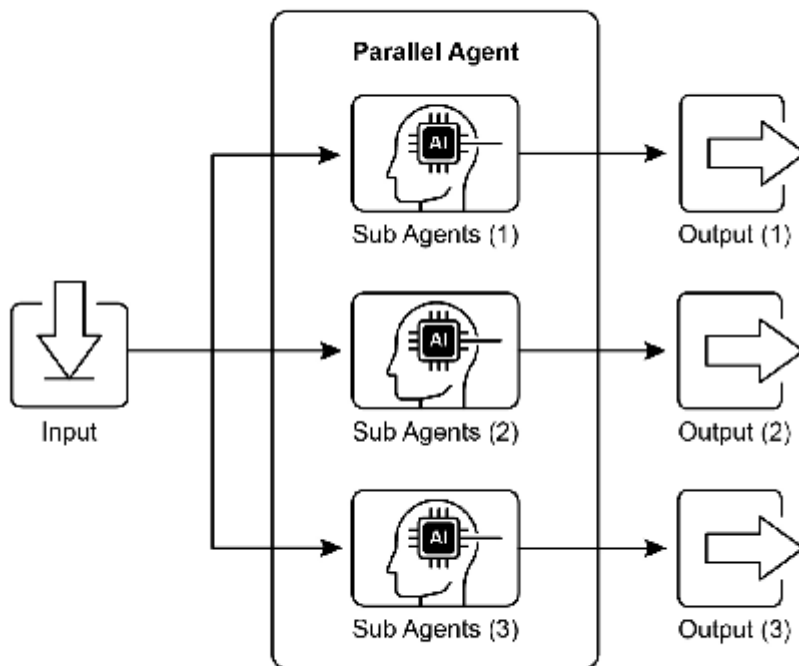 Parallel Agent
AI
Sub Agents (1)
Output (1)
Input
AI
Sub Agents (2)
Output (2)
AI
Sub Agents (3)
Output (3)